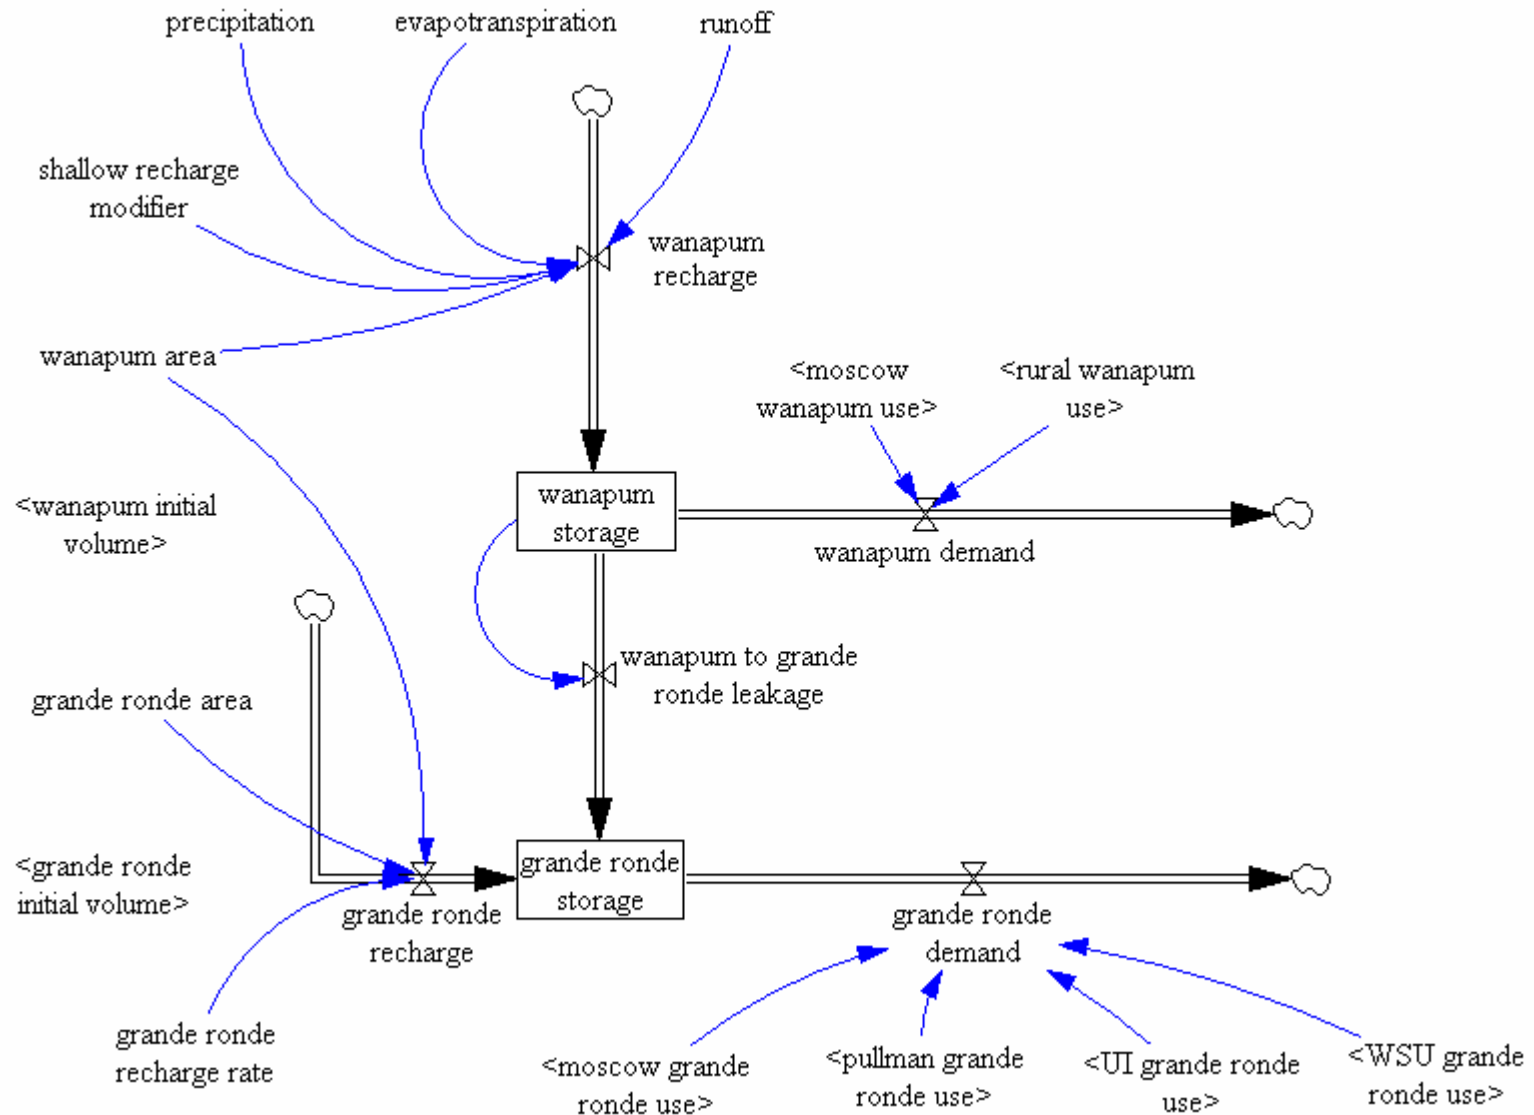 precipitation
evapotranspiration
runoff
shallow recharge
modifier
wanapum
recharge
wanapum area
<moscow
wanapum use>
<rural wanapum
use>
<wanapum initial
volume>
wanapum
storage
wanapum demand
wanapum to grande
ronde leakage
grande ronde area
<grande ronde
initial volume>
grande ronde
storage
grande ronde
recharge
grande ronde
demand
grande ronde
recharge rate
<moscow grande
ronde use>
<pullman grande
ronde use>
<UI grande ronde
use>
<WSU grande
ronde use>